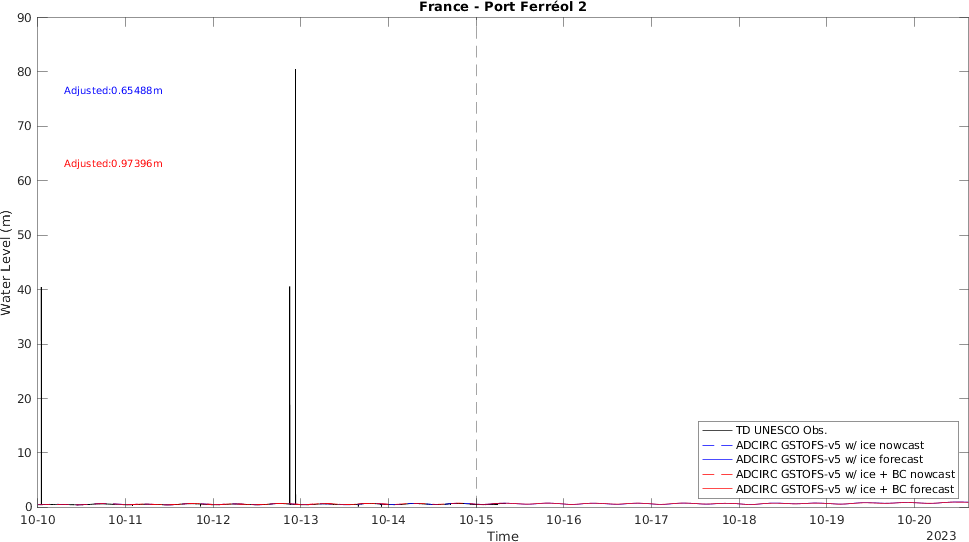 France - Port Ferréol 2
90
80
70
60
50
40
30
20
10
0
Water Level (m)
Adjusted:0.65488m
Adjusted:0.97396m
TD UNESCO Obs.
ADCIRC GSTOFS-v5 w/ ice nowcast
ADCIRC GSTOFS-v5 w/ ice forecast
ADCIRC GSTOFS-v5 w/ ice + BC nowcast
ADCIRC GSTOFS-v5 w/ ice + BC forecast
10-10 10-11 10-12 10-13 10-14 10-15 10-16 10-17 10-18 10-19 10-20
Time
2023